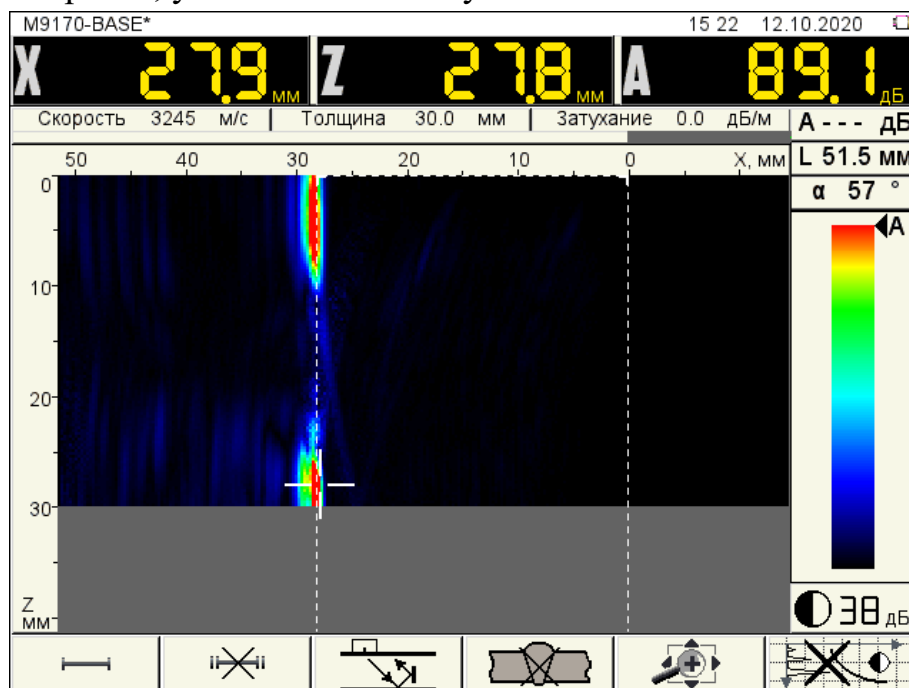 M9170-BASE* 15 22 12.10.2020
X 27.9 мм Z 27.8 мм A 89.1 дБ
Скорость 3245 м/с Толщина 30.0 мм Затухание 0.0 дБ/м A - - - дБ
50 40 30 20 10 0 X, мм L 51.5 мм
0 α 57 °
A
10
20
30
Z
мм
38 дБ